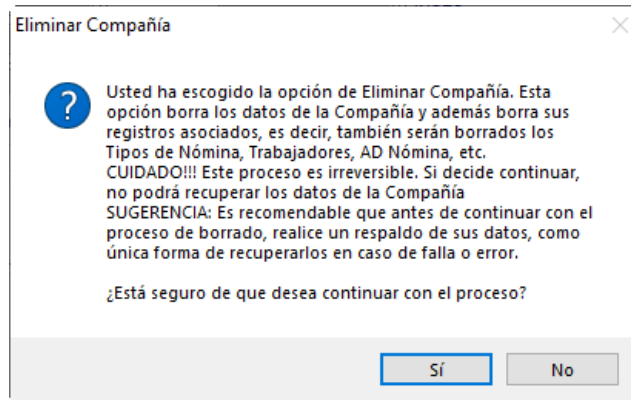 Eliminar Compañía
Usted ha escogido la opción de Eliminar Compañía. Esta
opción borra los datos de la Compañía y además borra sus
registros asociados, es decir, también serán borrados los
Tipos de Nómina, Trabajadores, AD Nómina, etc.
CUIDADO!!! Este proceso es irreversible. Si decide continuar,
no podrá recuperar los datos de la Compañía
SUGERENCIA: Es recomendable que antes de continuar con el
proceso de borrado, realice un respaldo de sus datos, como
única forma de recuperarlos en caso de falla o error.
¿Está seguro de que desea continuar con el proceso?
Sí
No